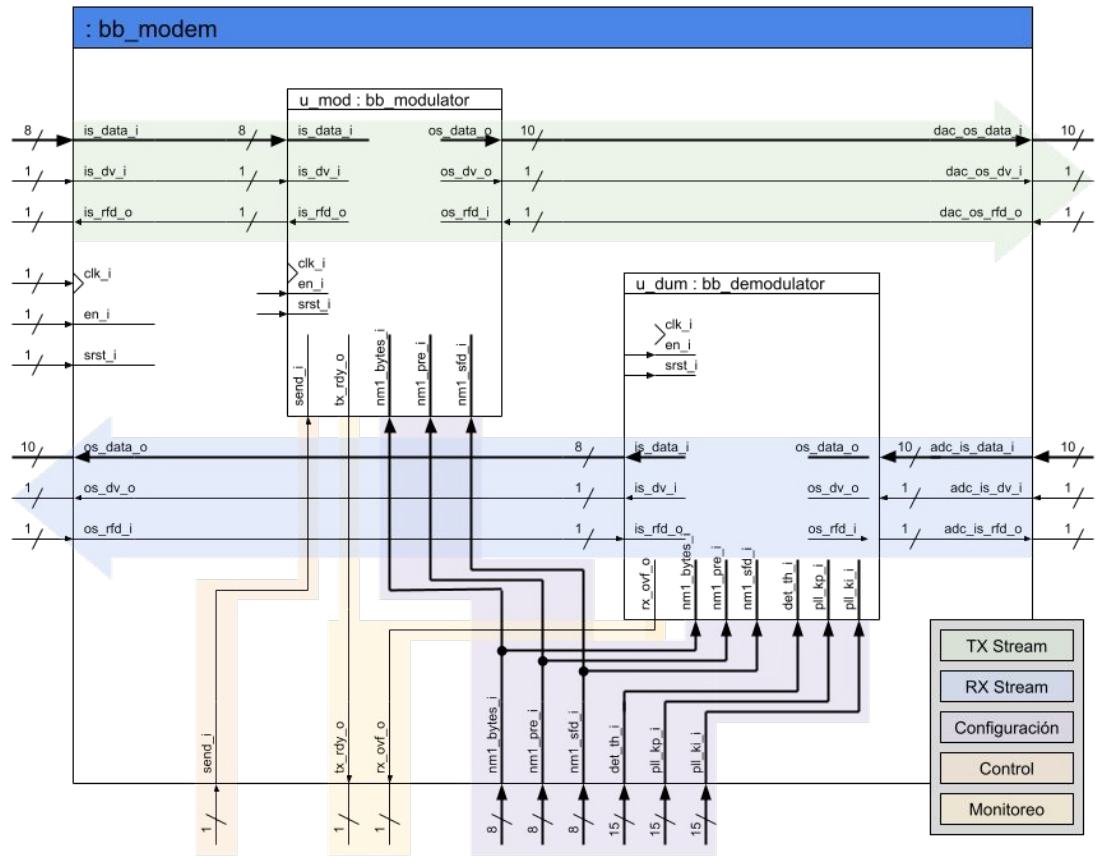 : bb_modem
u_mod : bb_modulator
8 is_data_i 8 is_data_i os_data_o 10 dac_os_data_i 10
1 is_dv_i 1 is_dv_i os_dv_o 1 dac_os_dv_i 1
1 is_rfd_o 1 is_rfd_o os_rfd_i 1 dac_os_rfd_o 1
1 clk_i clk_i
en_i
1 en_i srst_i
1 srst_i
u_dum : bb_demodulator
clk_i
en_i
srst_i
send_i tx_rdy_o nm1_bytes_i nm1_pre_i nm1_sfd_i
10 os_data_o 8 is_data_i os_data_o 10 adc_is_data_i 10
1 os_dv_o 1 is_dv_i os_dv_o 1 adc_is_dv_i 1
1 os_rfd_i 1 is_rfd_o os_rfd_i 1 adc_is_rfd_o 1
rx_ovf_o nm1_bytes_i nm1_pre_i nm1_sfd_i det_th_i pll_kp_i pll_ki_i
send_i tx_rdy_o rx_ovf_o nm1_bytes_i nm1_pre_i nm1_sfd_i det_th_i pll_kp_i pll_ki_i
1 1 1 8 8 8 15 15 15
TX Stream
RX Stream
Configuración
Control
Monitoreo